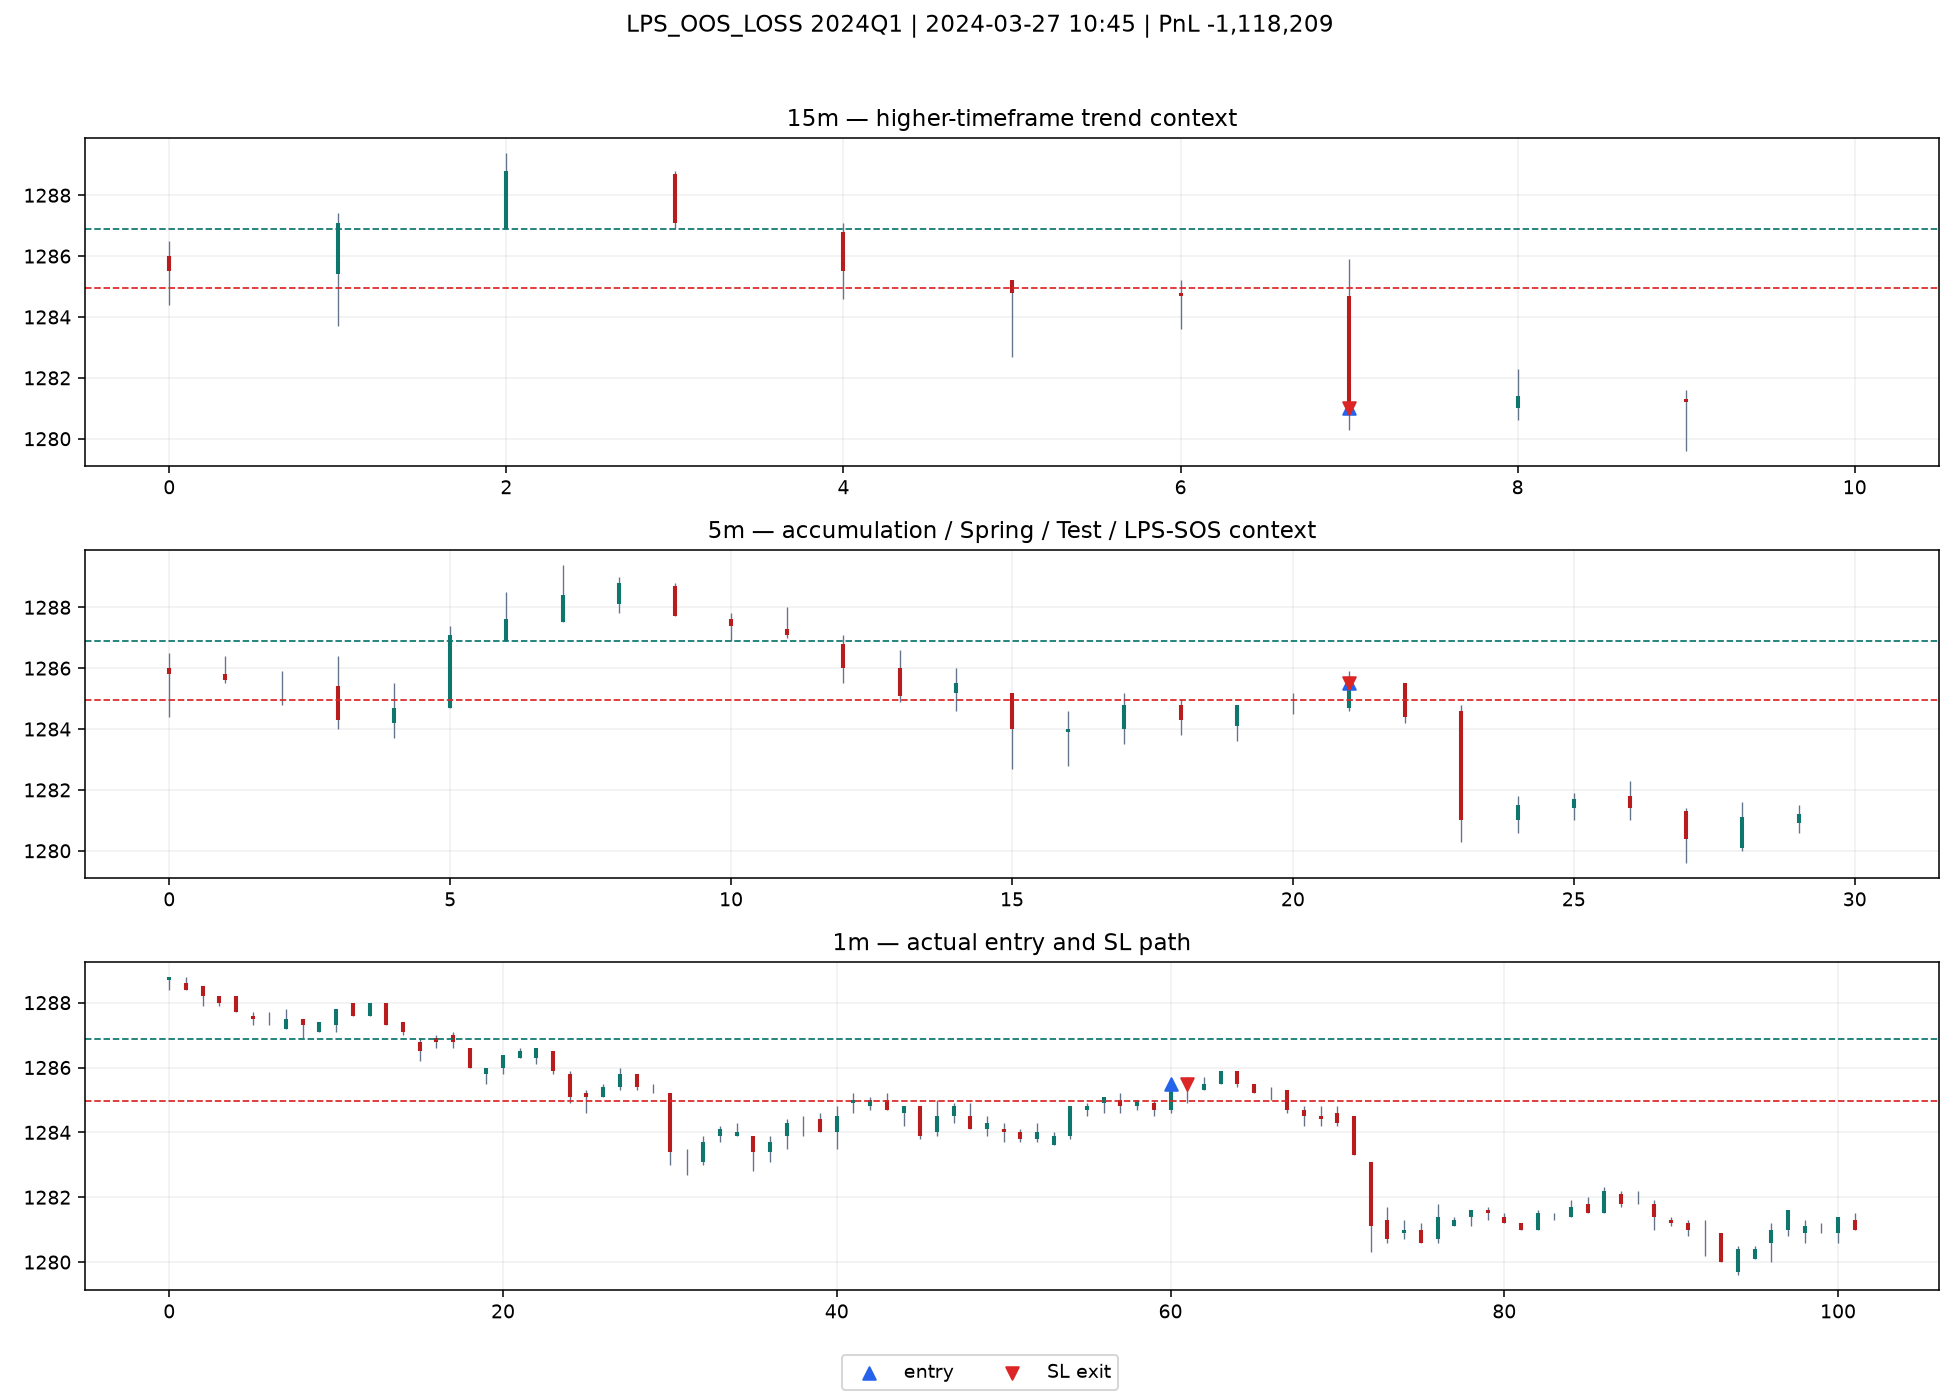 LPS_OOS_LOSS 2024Q1 | 2024-03-27 10:45 | PnL -1,118,209
15m — higher-timeframe trend context
1288
1286
1284
1282
1280
0 2 4 6 8 10
5m — accumulation / Spring / Test / LPS-SOS context
1288
1286
1284
1282
1280
0 5 10 15 20 25 30
1m — actual entry and SL path
1288
1286
1284
1282
1280
0 20 40 60 80 100
entry SL exit